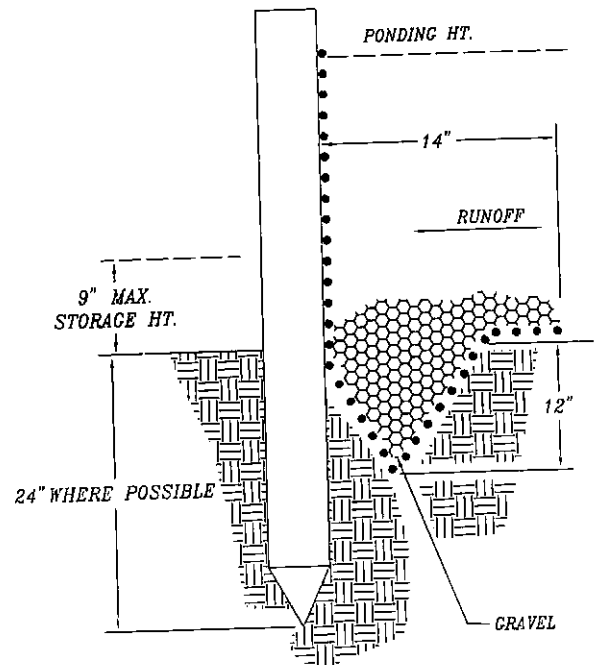 PONDING HT.
14"
RUNOFF
9" MAX.
STORAGE HT.
12"
24" WHERE POSSIBLE
GRAVEL